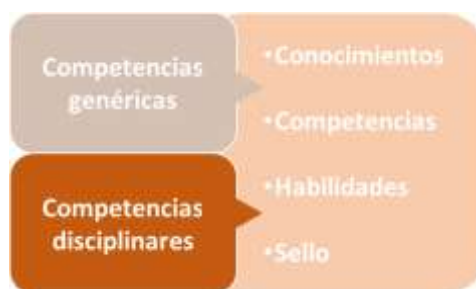 Competencias
genéricas
Competencias
disciplinares
•Conocimientos
•Competencias
•Habilidades
•Sello